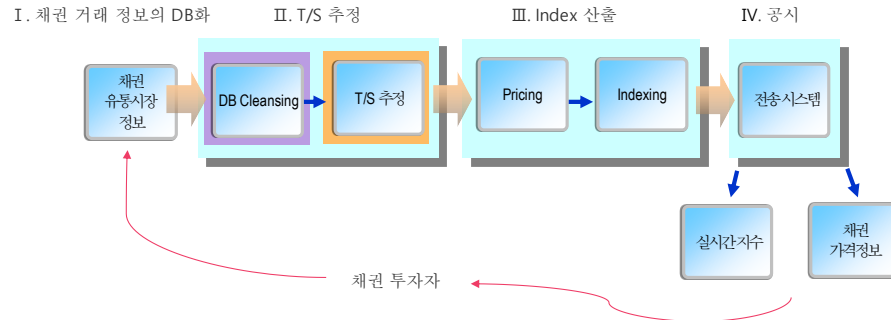 Ⅰ. 채권 거래 정보의 DB화
Ⅱ. T/S 추정
Ⅲ. Index 산출
Ⅳ. 공시
채권
유통시장
정보
DB Cleansing
T/S 추정
Pricing
Indexing
전송시스템
실시간지수
채권
가격정보
채권 투자자